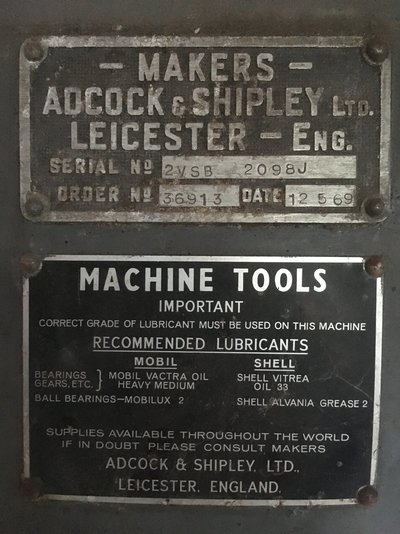 - MAKERS -
ADCOCK & SHIPLEY LTD.
LEICESTER - ENG.
SERIAL Nº 2VSB 2098J
ORDER Nº 36913 DATE 12 5 69
MACHINE TOOLS
IMPORTANT
CORRECT GRADE OF LUBRICANT MUST BE USED ON THIS MACHINE
RECOMMENDED LUBRICANTS
MOBIL SHELL
BEARINGS GEARS, ETC. } MOBIL VACTRA OIL HEAVY MEDIUM SHELL VITREA OIL 33
BALL BEARINGS-MOBILUX 2 SHELL ALVANIA GREASE 2
SUPPLIES AVAILABLE THROUGHOUT THE WORLD
IF IN DOUBT PLEASE CONSULT MAKERS
ADCOCK & SHIPLEY, LTD.,
LEICESTER, ENGLAND.